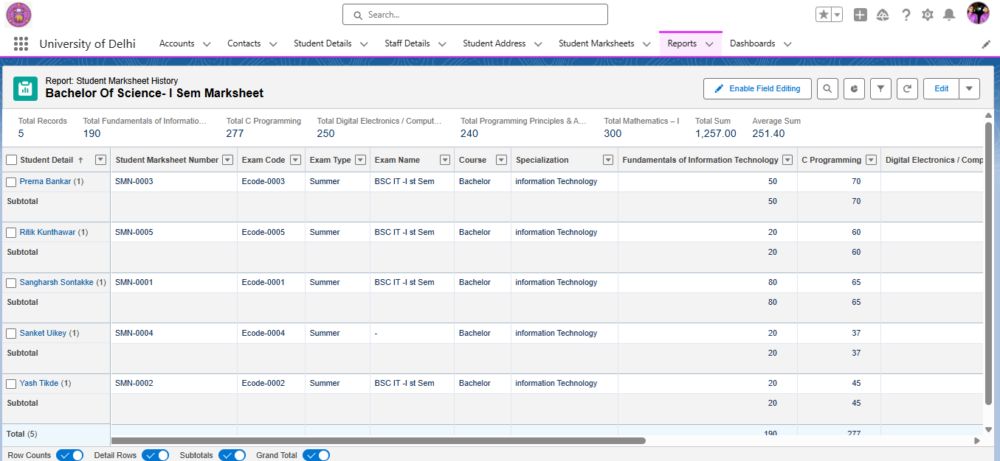 Search...
University of Delhi Accounts Contacts Student Details Staff Details Student Address Student Marksheets Reports Dashboards
Report: Student Marksheet History
Bachelor Of Science- I Sem Marksheet
Enable Field Editing Edit
Total Records Total Fundamentals of Informatio... Total C Programming Total Digital Electronics / Comput... Total Programming Principles & A... Total Mathematics – I Total Sum Average Sum
5 190 277 250 240 300 1,257.00 251.40
Student Detail ↑ Student Marksheet Number Exam Code Exam Type Exam Name Course Specialization Fundamentals of Information Technology C Programming Digital Electronics / Comp
Prerna Bankar (1) SMN-0003 Ecode-0003 Summer BSC IT -I st Sem Bachelor information Technology 50 70
Subtotal 50 70
Ritik Kunthawar (1) SMN-0005 Ecode-0005 Summer BSC IT -I st Sem Bachelor information Technology 20 60
Subtotal 20 60
Sangharsh Sontakke (1) SMN-0001 Ecode-0001 Summer BSC IT -I st Sem Bachelor information Technology 80 65
Subtotal 80 65
Sanket Uikey (1) SMN-0004 Ecode-0004 Summer - Bachelor information Technology 20 37
Subtotal 20 37
Yash Tikde (1) SMN-0002 Ecode-0002 Summer BSC IT -I st Sem Bachelor information Technology 20 45
Subtotal 20 45
Total (5) 190 277
Row Counts Detail Rows Subtotals Grand Total